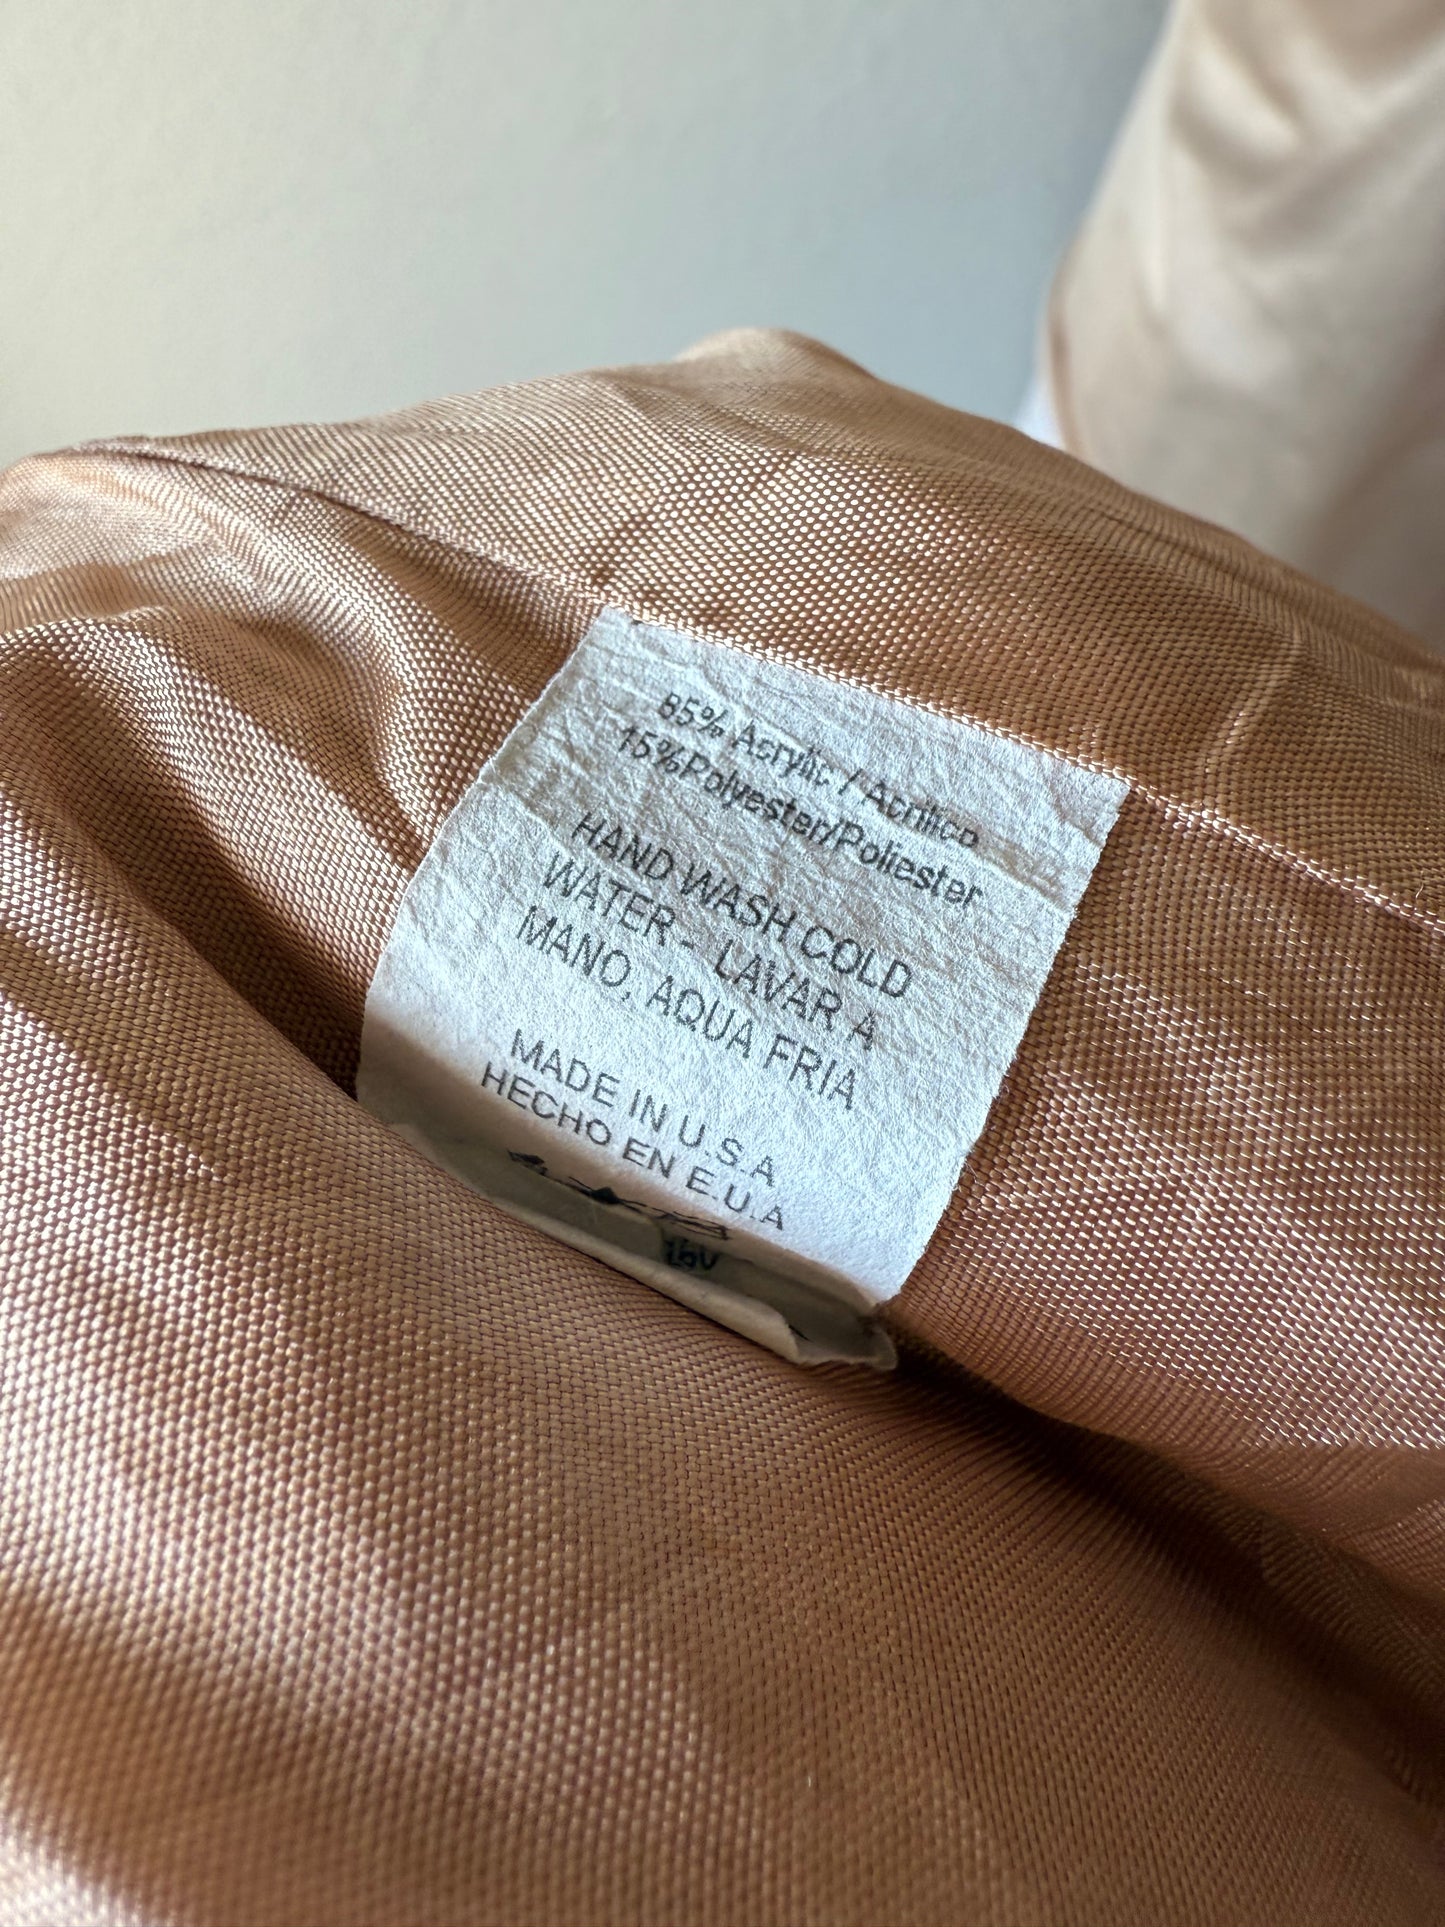 85% Acrylic / Acrilico
15%Polyester/Poliester
HAND WASH COLD
WATER - LAVAR A
MANO, AQUA FRIA
MADE IN U.S.A
HECHO EN E.U.A